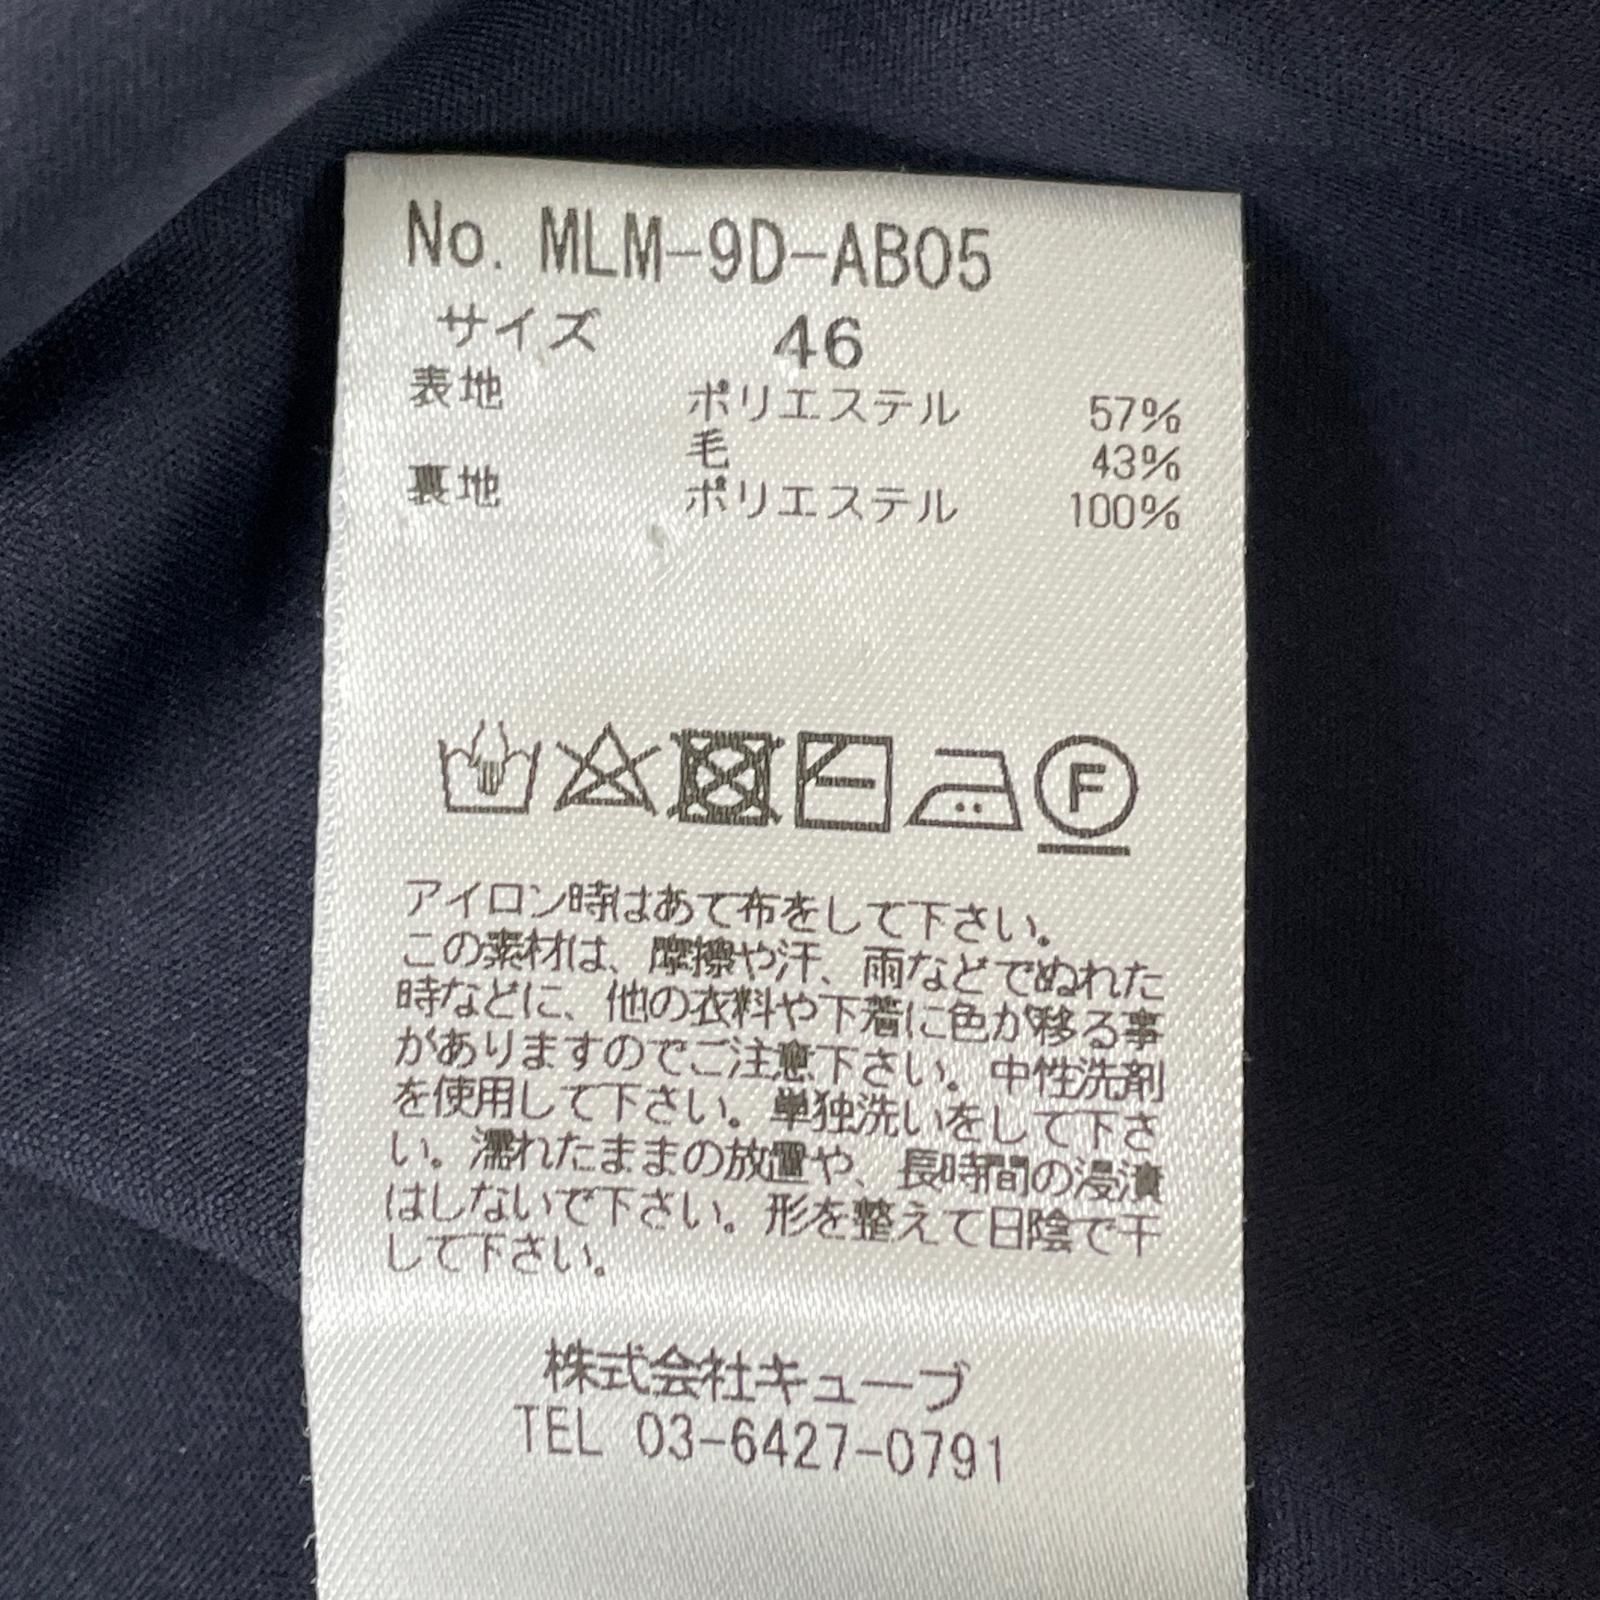 No. MLM-9D-AB05
サイズ 46
表地 ポリエステル 57%
毛 43%
裏地 ポリエステル 100%
F
アイロン時はあて布をして下さい。
この素材は、摩擦や汗、雨などでぬれた
時などに、他の衣料や下着に色が移る事
がありますのでご注意下さい。中性洗剤
を使用して下さい。単独洗いをして下さ
い。濡れたままの放置や、長時間の浸漬
はしないで下さい。形を整えて日陰で干
して下さい。
株式会社キューブ
TEL 03-6427-0791